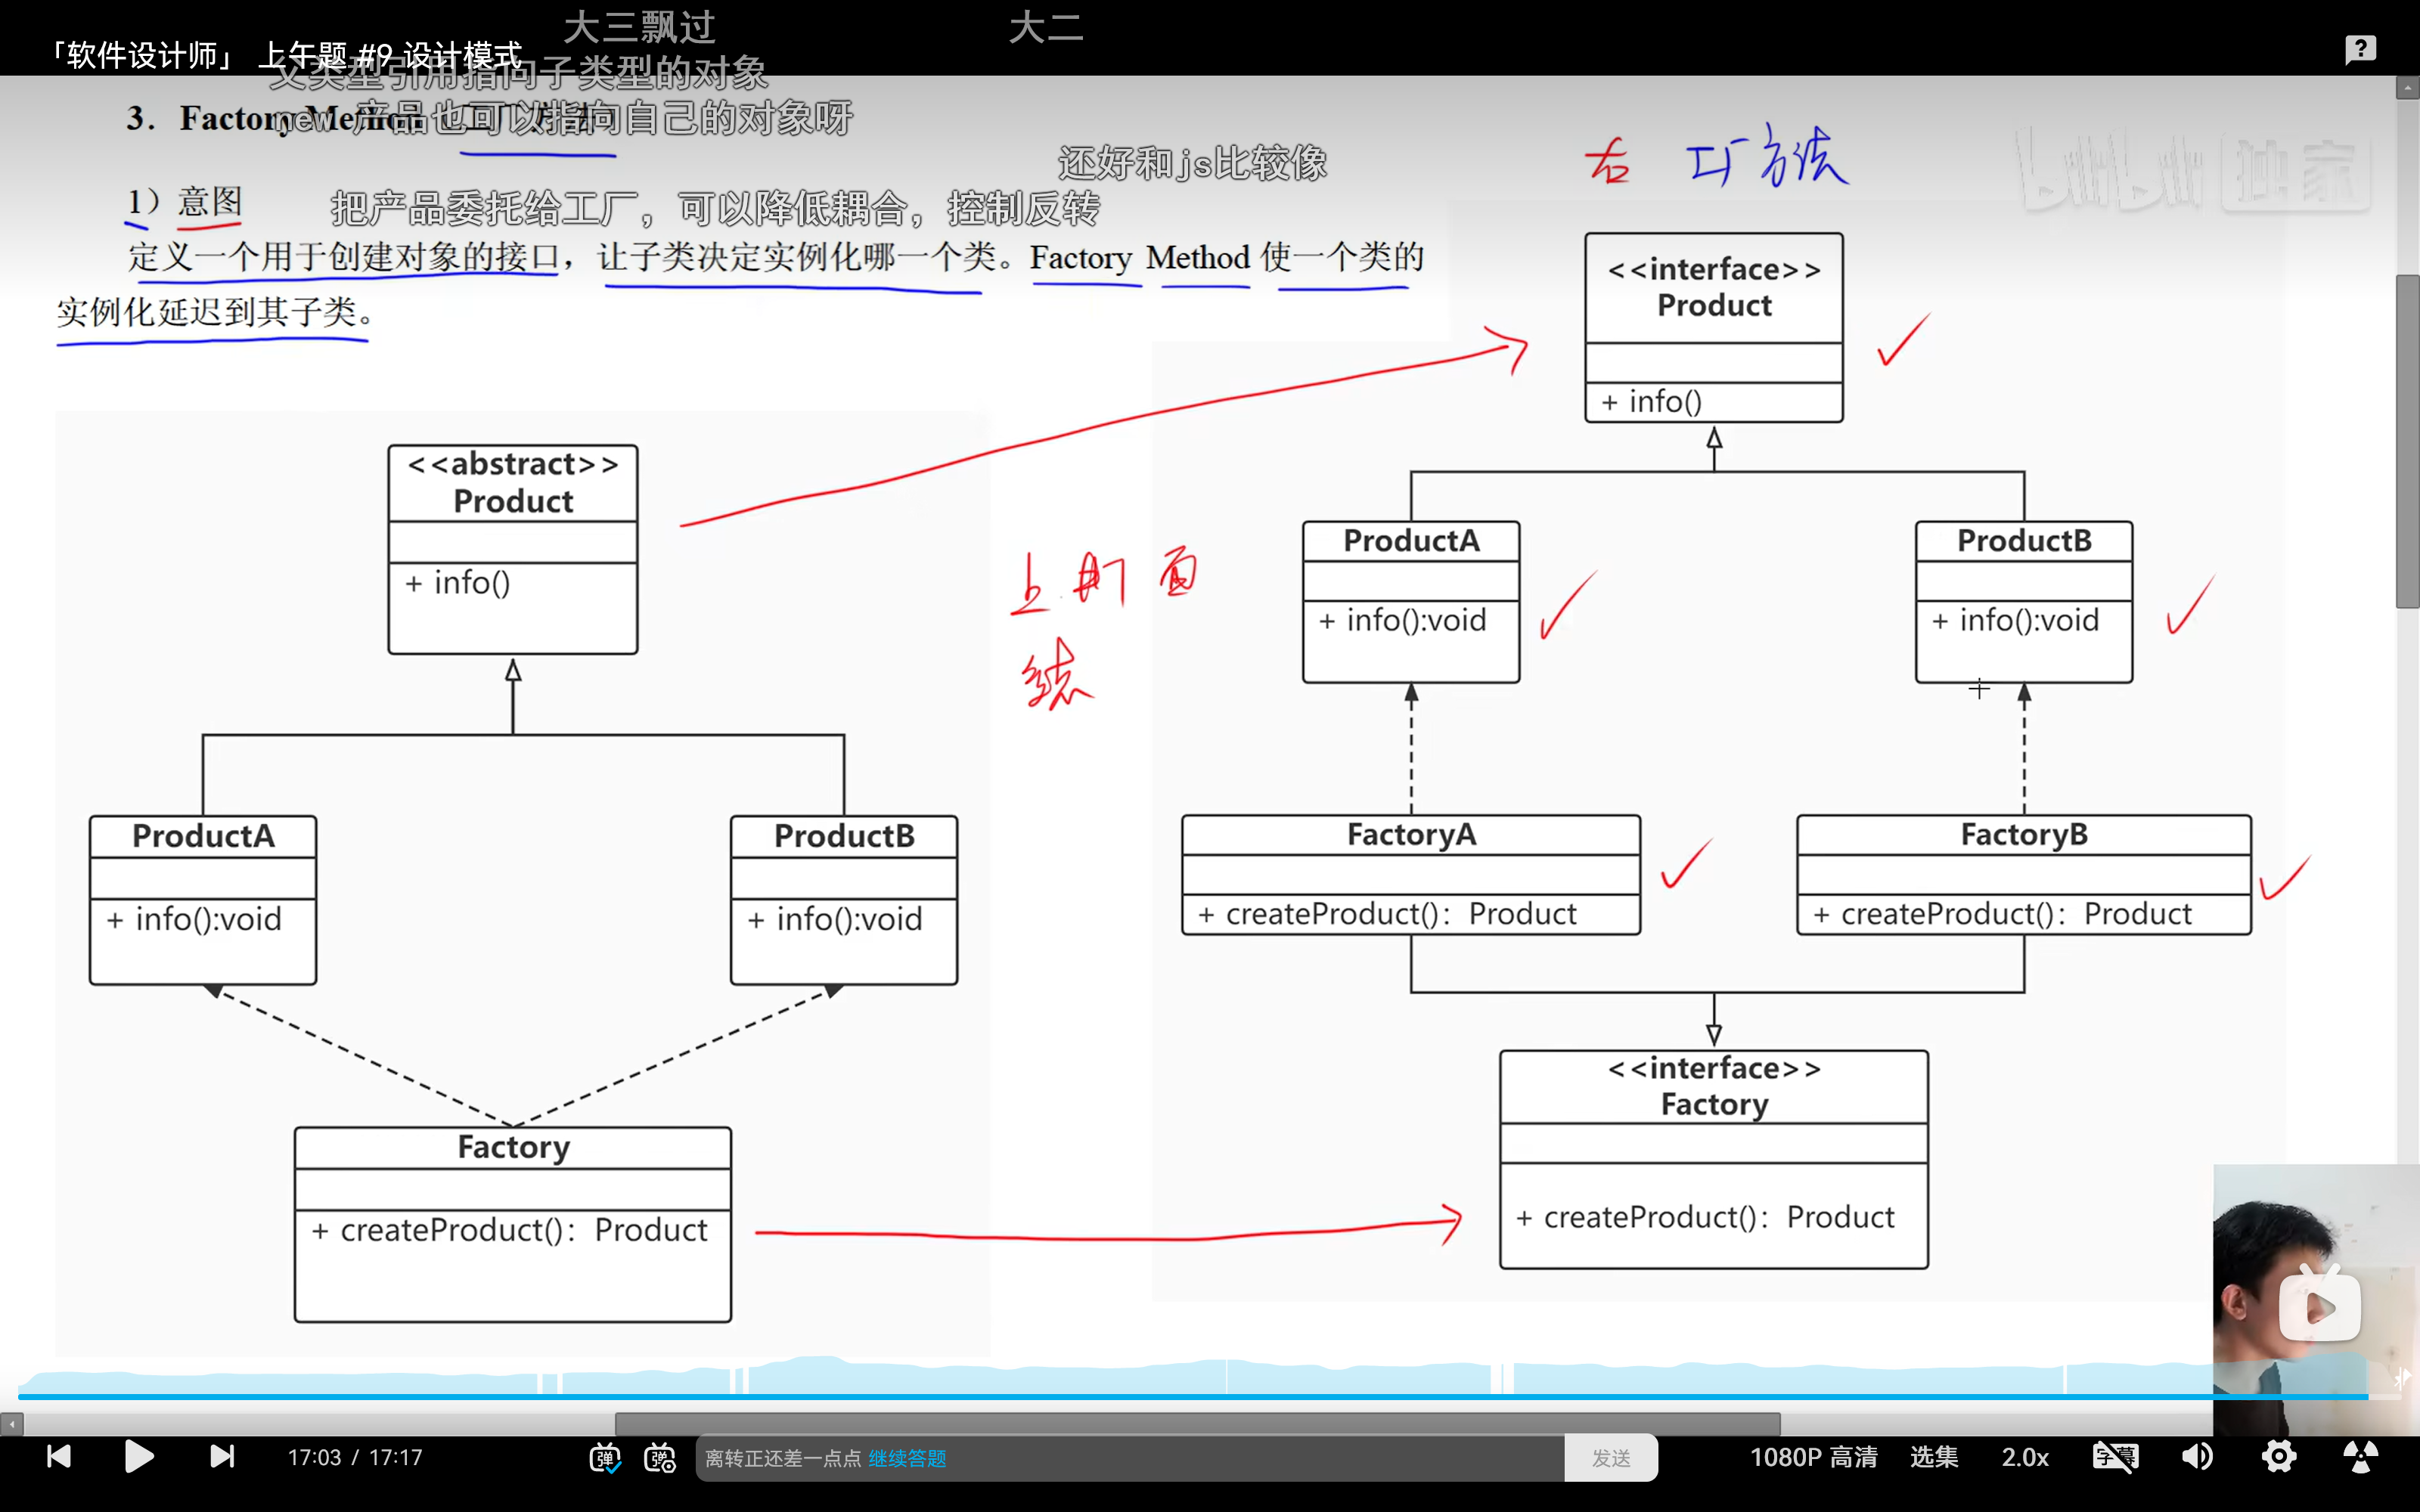 大三飘过
大二
「软件设计师」 上午题 #9 设计模式
父类型引用指向子类型的对象
3. Factory Method
new 产品也可以指向自己的对象呀
还好和js比较像
右 工厂方法
bilibili 独家
1）意图
把产品委托给工厂，可以降低耦合，控制反转
定义一个用于创建对象的接口，让子类决定实例化哪一个类。Factory Method 使一个类的
实例化延迟到其子类。
<<abstract>>
Product
+ info()
ProductA
+ info():void
ProductB
+ info():void
Factory
+ createProduct()： Product
上
面
<<interface>>
Product
+ info()
ProductA
+ info():void
ProductB
+ info():void
FactoryA
+ createProduct()： Product
FactoryB
+ createProduct()： Product
<<interface>>
Factory
+ createProduct()： Product
17:03 / 17:17
弹
弹
离转正还差一点点 继续答题
发送
1080P 高清
选集
2.0x
字幕